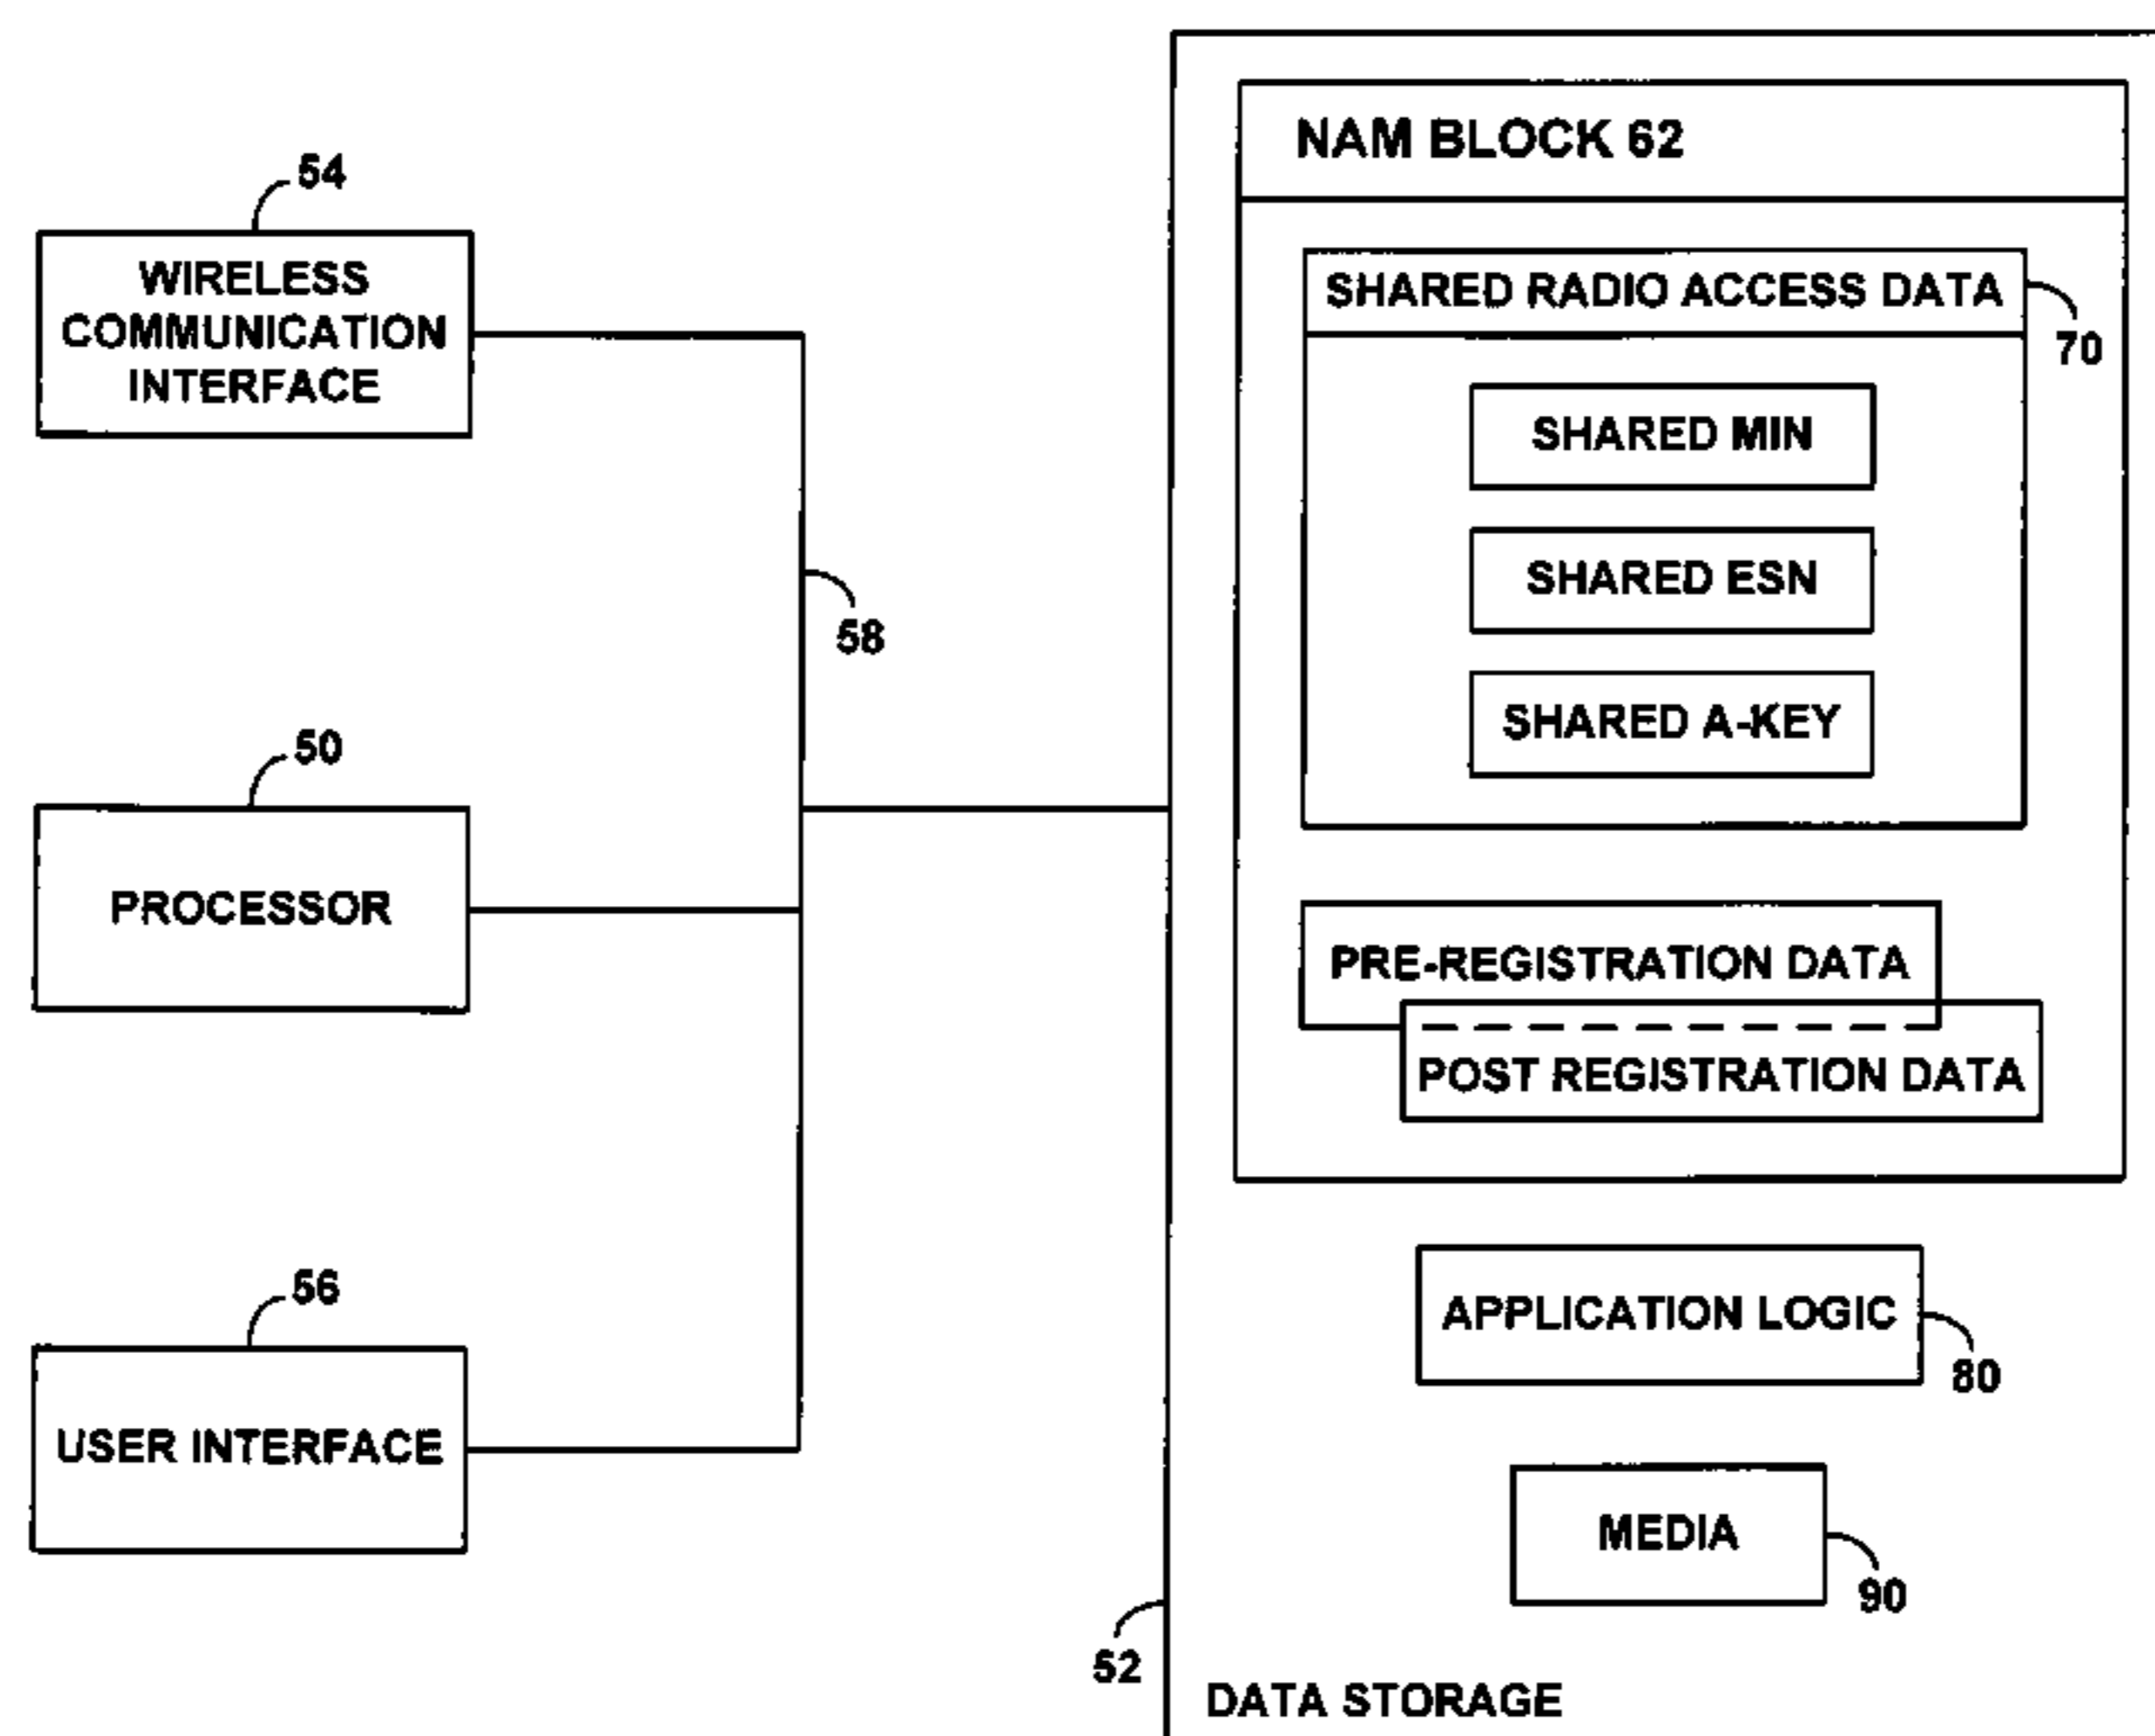 54
WIRELESS
COMMUNICATION
INTERFACE
58
50
PROCESSOR
56
USER INTERFACE
NAM BLOCK 62
SHARED RADIO ACCESS DATA
70
SHARED MIN
SHARED ESN
SHARED A-KEY
PRE-REGISTRATION DATA
POST REGISTRATION DATA
APPLICATION LOGIC
80
MEDIA
90
52
DATA STORAGE